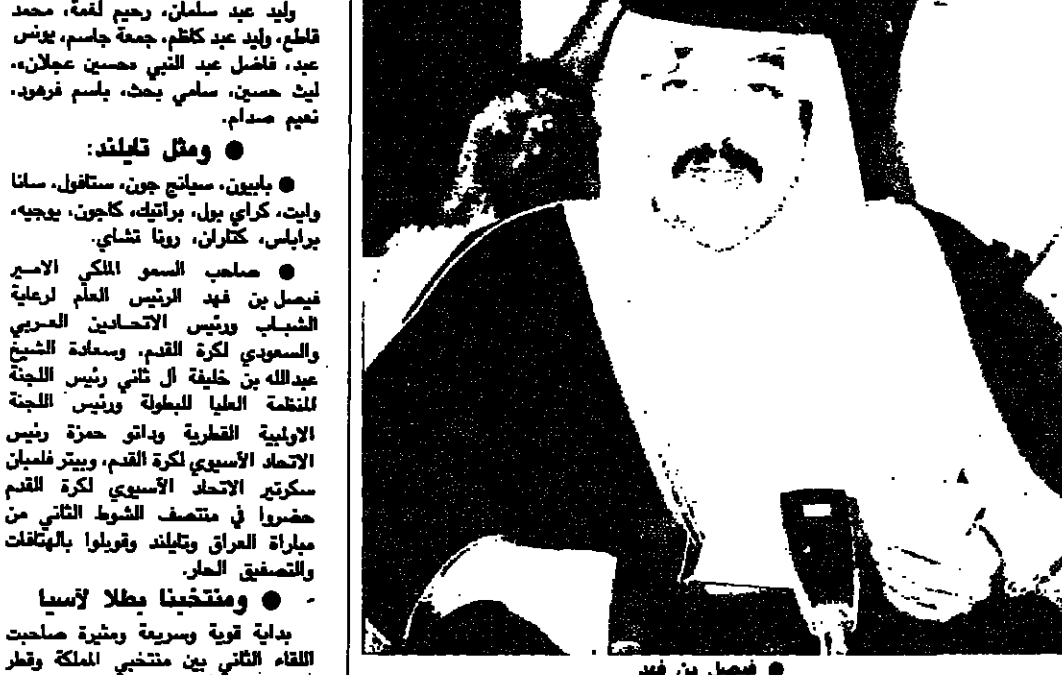 وليد عبد سلمان، رحيم لفمة، محمد
قاطع، وليد عبد كاظم، جمعة جاسم، يونس
عبد، فاضل عبد النبي «حسين عجلان»،
ليث حسين، سامي بحث، باسم فرهود،
نعيم صدام.
● ومثل تايلند:
● بابيون، سيانج جون، ستافول، سانا
وايت، كراي بول، براتيك، كاجون، بوجيه،
براباس، كتاران، رونا تشاي.
● صاحب السمو الملكي الامير
فيصل بن فهد الرئيس العام لرعاية
الشباب ورئيس الاتحادين العربي
والسعودي لكرة القدم، وسعادة الشيخ
عبدالله بن خليفة آل ثاني رئيس اللجنة
المنظمة العليا للبطولة ورئيس اللجنة
الاولبية القطرية وداتو حمزة رئيس
الاتحاد الآسيوي لكرة القدم، وبيتر فلمبان
سكرتير الاتحاد الآسيوي لكرة القدم
حضروا في منتصف الشوط الثاني من
مباراة العراق وتايلند وقوبلوا بالهتافات
والتصفيق الحار.
● ومنتخبنا بطلا لآسيا
بداية قوية وسريعة ومثيرة صاحبت
اللقاء الثاني بين منتخبي المملكة وقطر
● فيصل بن فهد